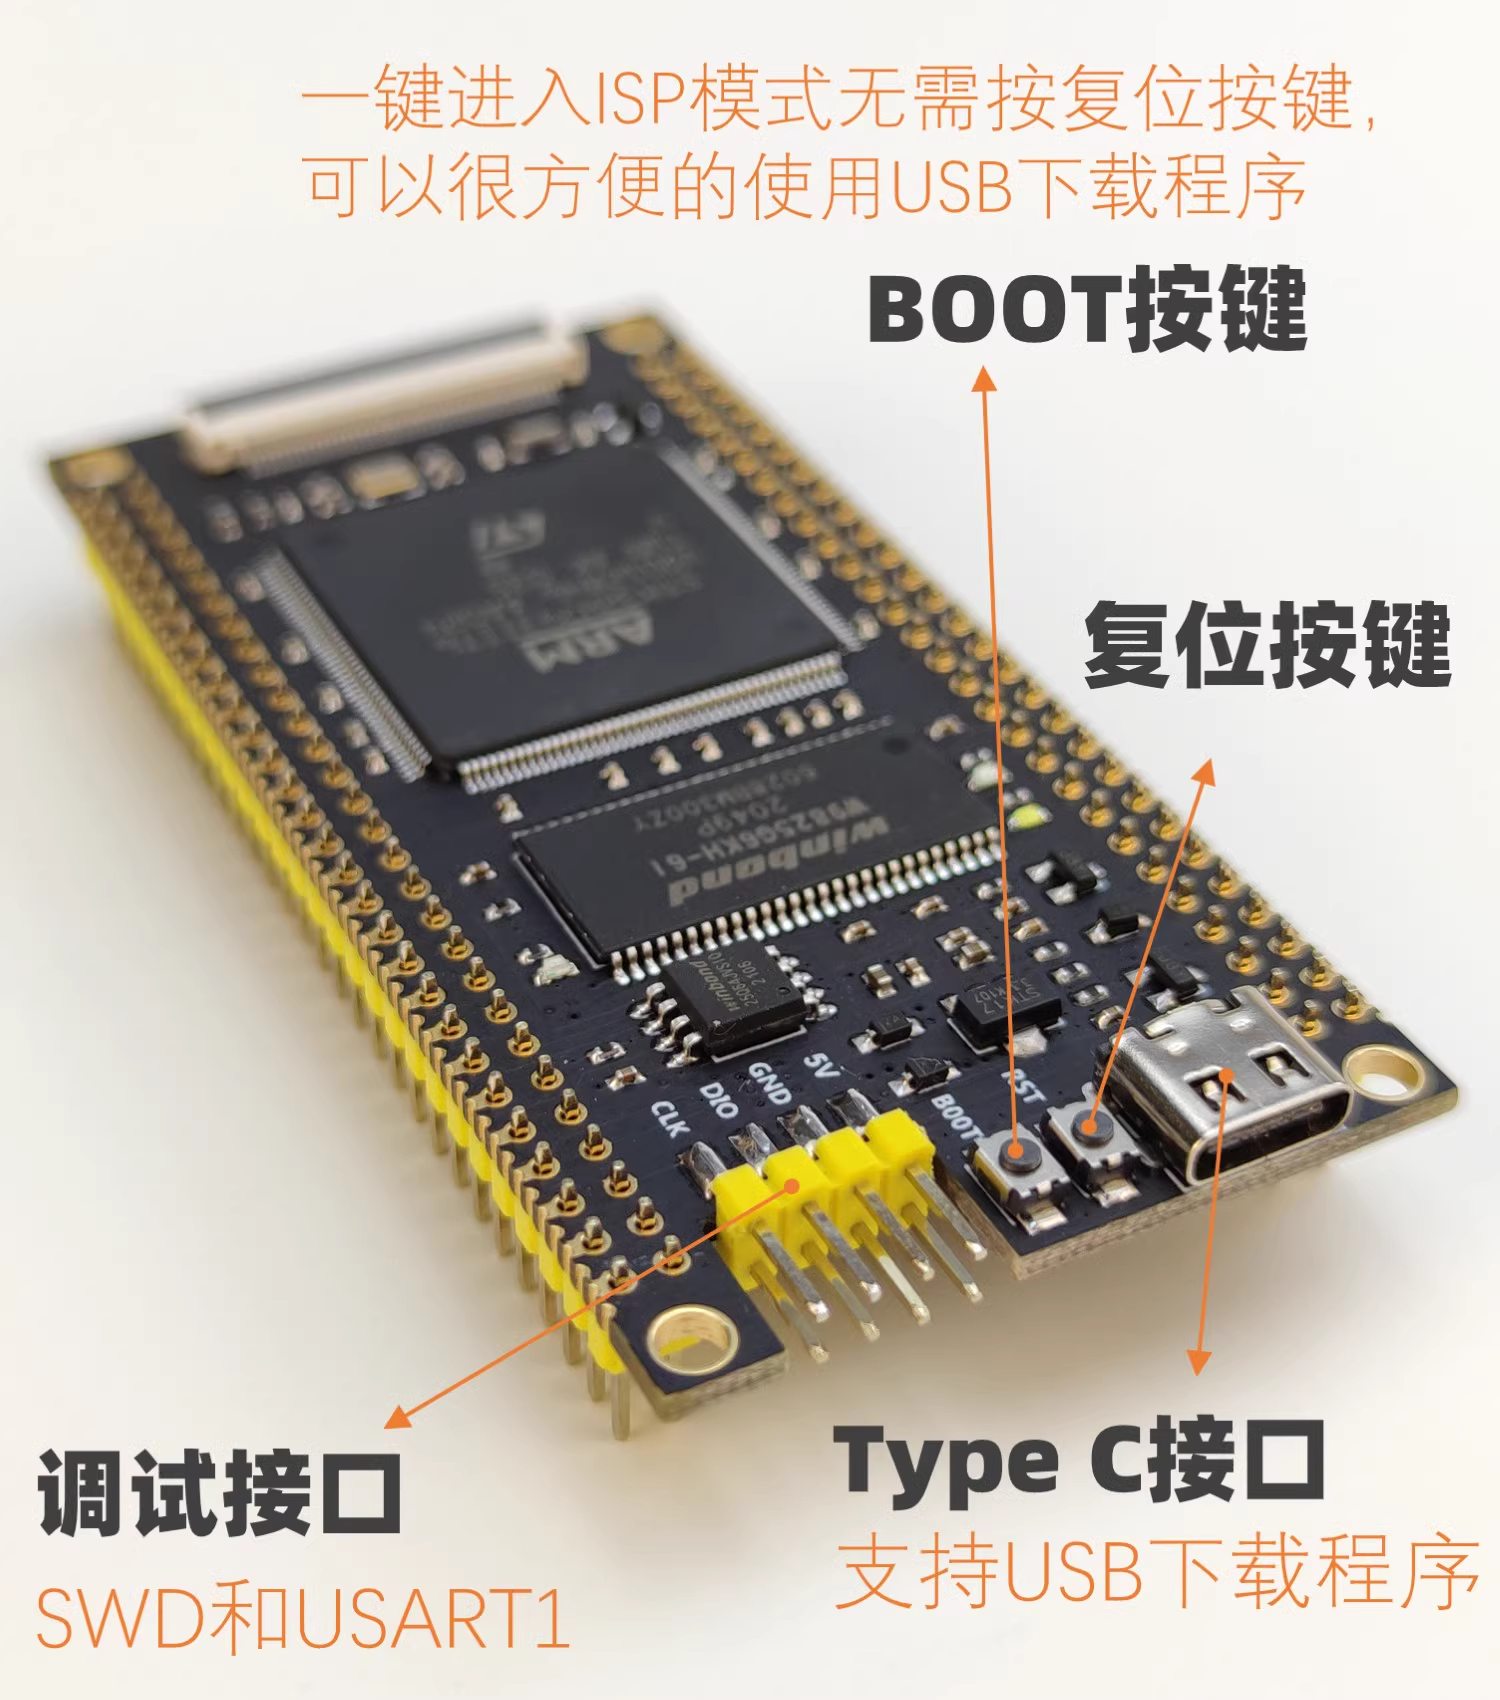 一键进入ISP模式无需按复位按键，
可以很方便的使用USB下载程序
BOOT按键
复位按键
ARM
winbond
W9825G6KH-6I
2049P
6028BM300ZY
winbond
25Q64JVSIQ
2106
5V
GND
DIO
CLK
RST
BOOT
调试接口
SWD和USART1
Type C接口
支持USB下载程序